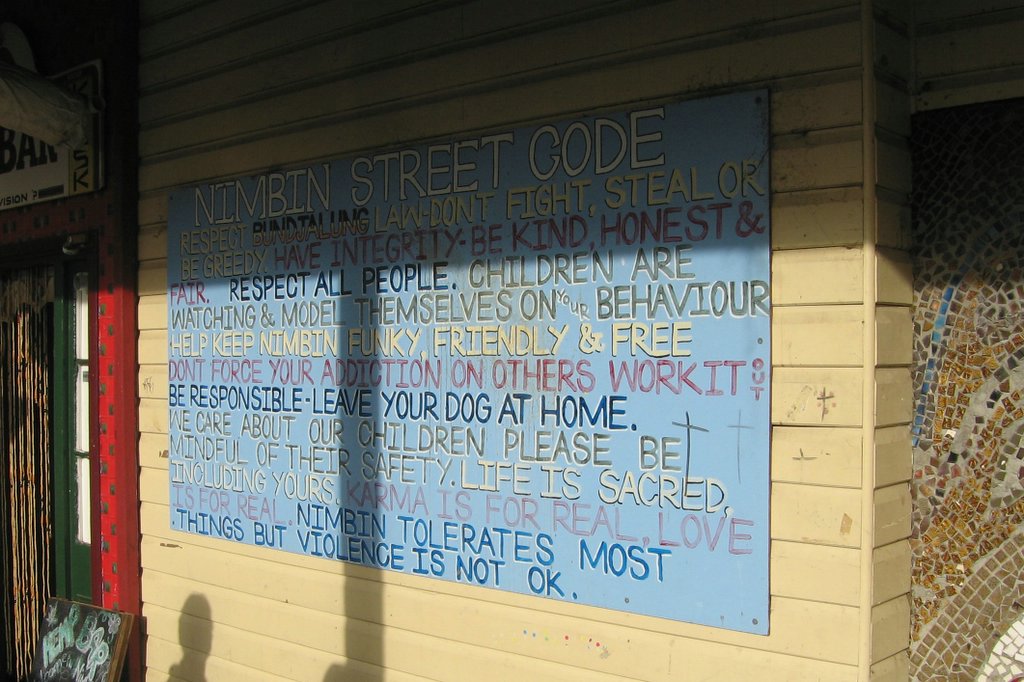 BAR
VISION
NIMBIN STREET CODE
RESPECT BUNDJALUNG LAW-DON'T FIGHT, STEAL OR
BE GREEDY HAVE INTEGRITY-BE KIND, HONEST &
FAIR. RESPECT ALL PEOPLE. CHILDREN ARE
WATCHING & MODEL THEMSELVES ON YOUR BEHAVIOUR
HELP KEEP NIMBIN FUNKY, FRIENDLY & FREE
DONT FORCE YOUR ADDICTION ON OTHERS WORK IT OUT
BE RESPONSIBLE-LEAVE YOUR DOG AT HOME.
WE CARE ABOUT OUR CHILDREN PLEASE BE
MINDFUL OF THEIR SAFETY. LIFE IS SACRED,
INCLUDING YOURS. KARMA IS FOR REAL, LOVE
IS FOR REAL. NIMBIN TOLERATES MOST
THINGS BUT VIOLENCE IS NOT OK.